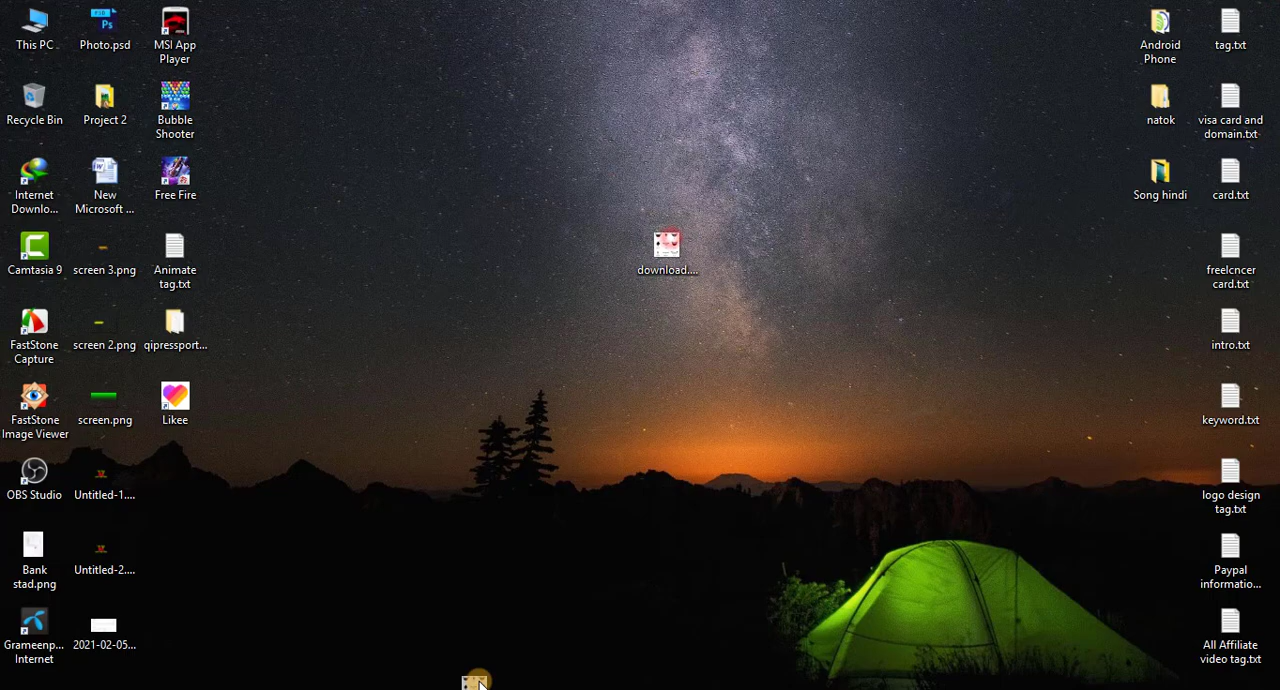 This PC
Photo.psd
MSI App
Player
Recycle Bin
Project 2
Bubble
Shooter
Internet
Downlo...
New
Microsoft ...
Free Fire
Camtasia 9
screen 3.png
Animate
tag.txt
FastStone
Capture
screen 2.png
qipressport...
FastStone
Image Viewer
screen.png
Likee
OBS Studio
Untitled-1....
Bank
stad.png
Untitled-2....
Grameenp...
Internet
2021-02-05...
download....
Android
Phone
tag.txt
natok
visa card and
domain.txt
Song hindi
card.txt
freelcncer
card.txt
intro.txt
keyword.txt
logo design
tag.txt
Paypal
informatio...
All Affiliate
video tag.txt